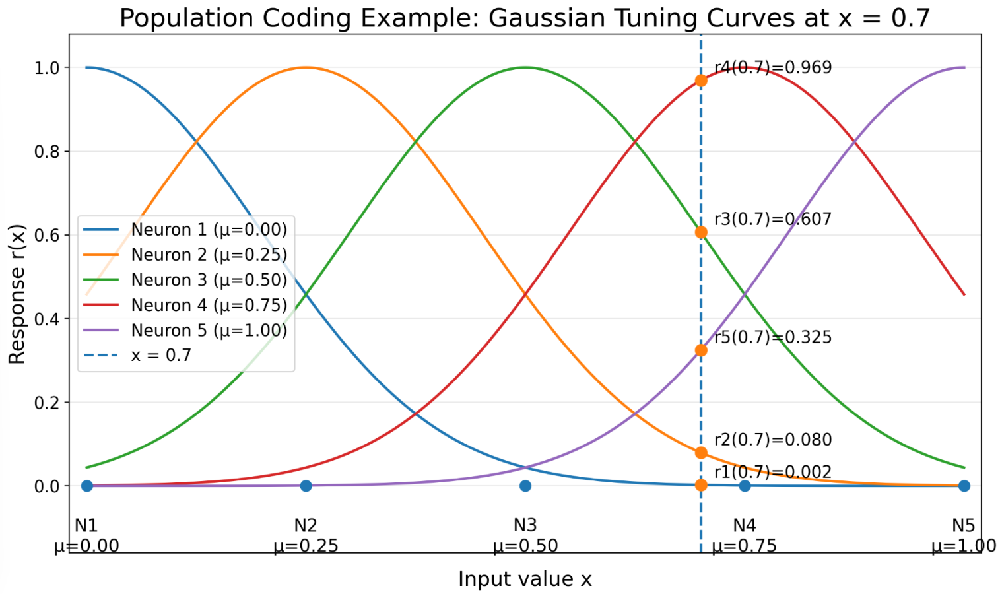 Population Coding Example: Gaussian Tuning Curves at x = 0.7
Response r(x)
1.0
0.8
0.6
0.4
0.2
0.0
r4(0.7)=0.969
r3(0.7)=0.607
r5(0.7)=0.325
r2(0.7)=0.080
r1(0.7)=0.002
Neuron 1 (μ=0.00)
Neuron 2 (μ=0.25)
Neuron 3 (μ=0.50)
Neuron 4 (μ=0.75)
Neuron 5 (μ=1.00)
x = 0.7
N1
μ=0.00
N2
μ=0.25
N3
μ=0.50
N4
μ=0.75
N5
μ=1.00
Input value x